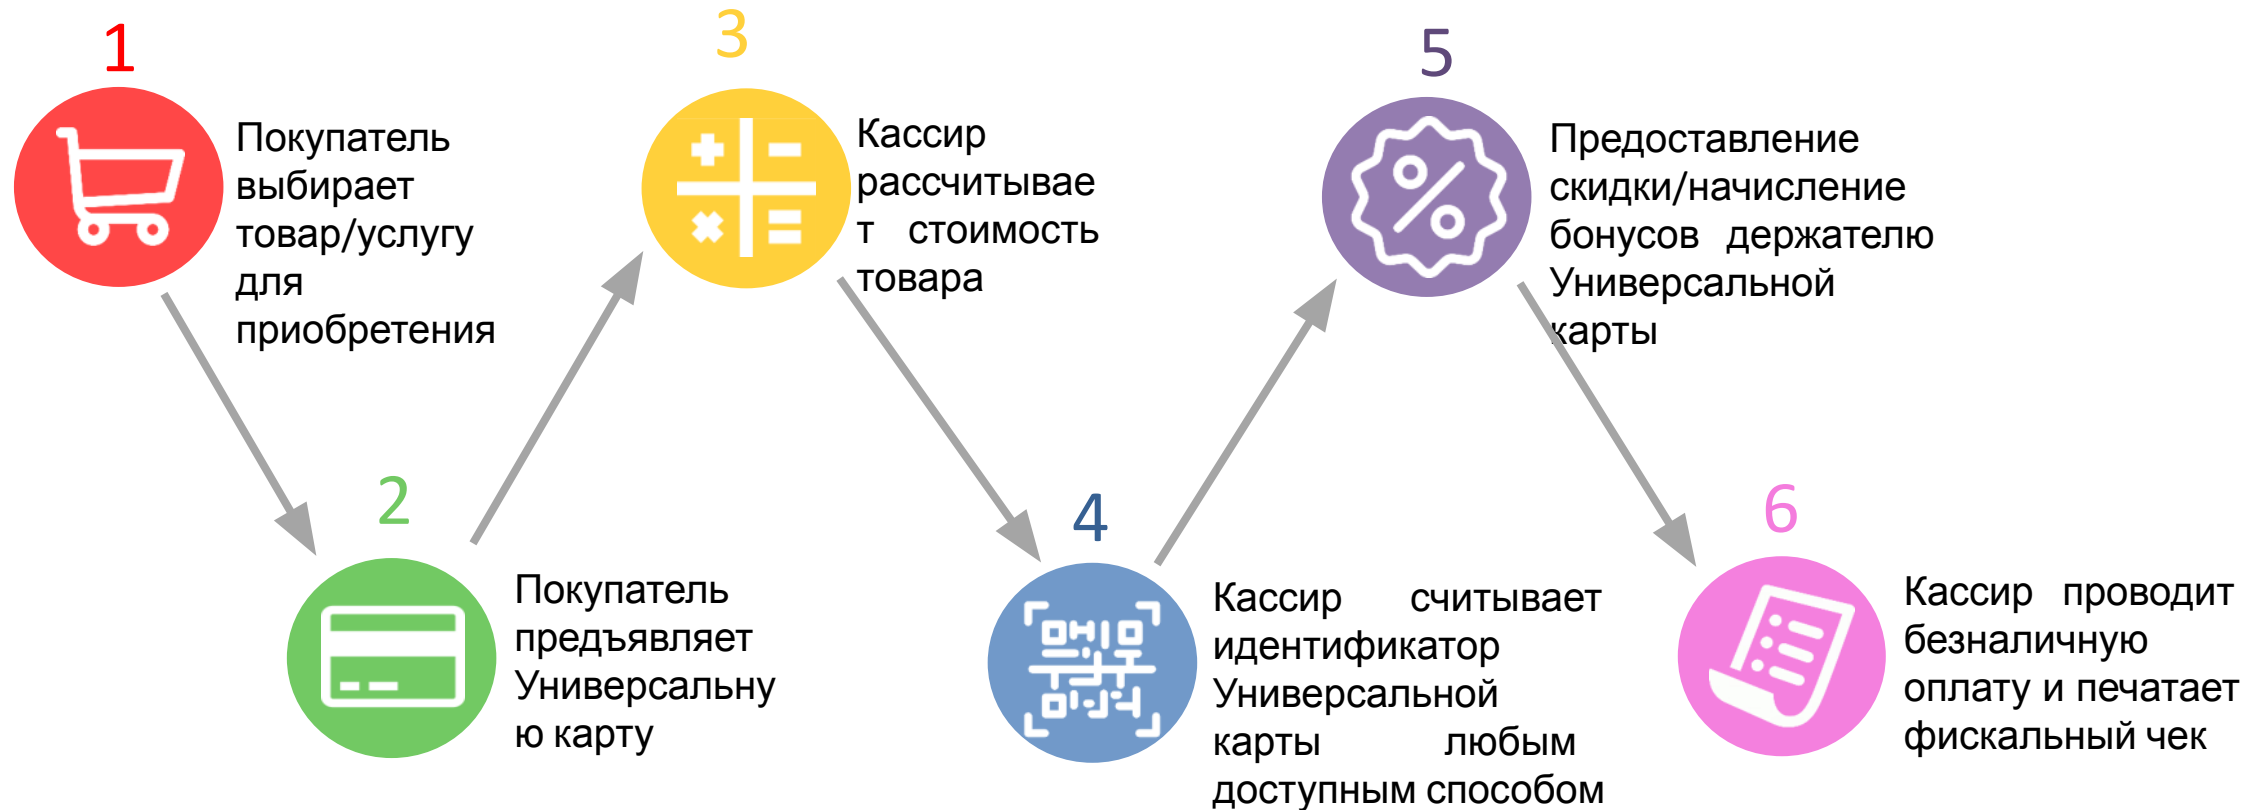 1
Покупатель
выбирает
товар/услугу
для
приобретения
2
Покупатель
предъявляет
Универсальну
ю карту
3
Кассир
рассчитывае
т стоимость
товара
4
Кассир считывает
идентификатор
Универсальной
карты любым
доступным способом
5
Предоставление
скидки/начисление
бонусов держателю
Универсальной
карты
6
Кассир проводит
безналичную
оплату и печатает
фискальный чек